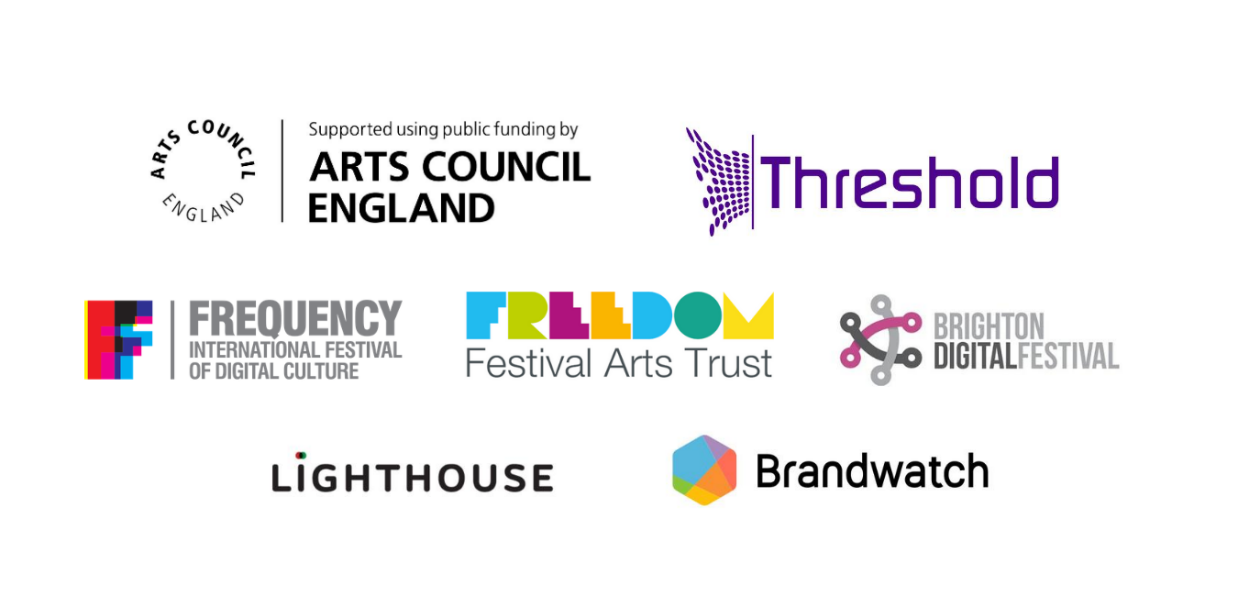 ARTS COUNCIL
ENGLAND
Supported using public funding by
ARTS COUNCIL
ENGLAND
Threshold
FREQUENCY
INTERNATIONAL FESTIVAL
OF DIGITAL CULTURE
FREEDOM
Festival Arts Trust
BRIGHTON
DIGITALFESTIVAL
LiGHTHOUSE
Brandwatch